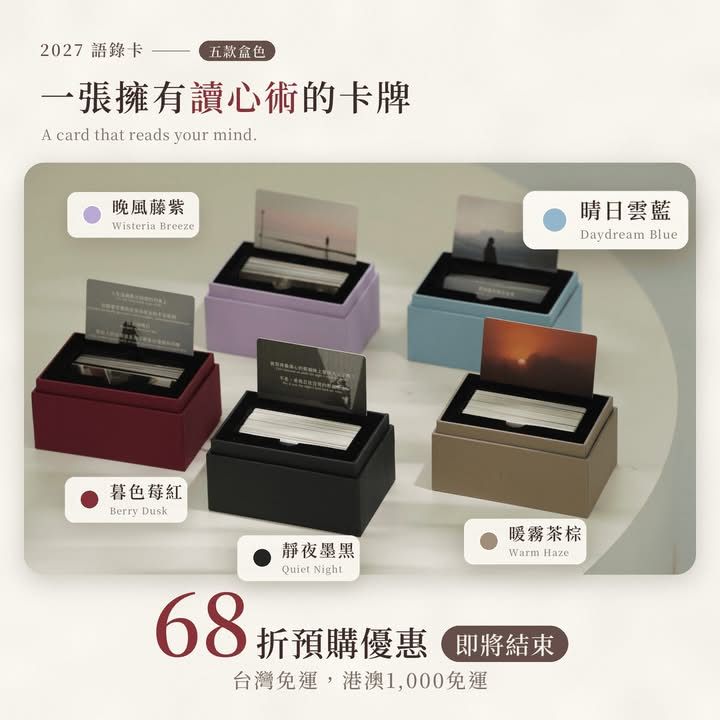 2027 語錄卡
五款盒色
一張擁有讀心術的卡牌
A card that reads your mind.
晚風藤紫
Wisteria Breeze
晴日雲藍
Daydream Blue
暮色莓紅
Berry Dusk
靜夜墨黑
Quiet Night
暖霧茶棕
Warm Haze
68折預購優惠 即將結束
台灣免運，港澳1,000免運